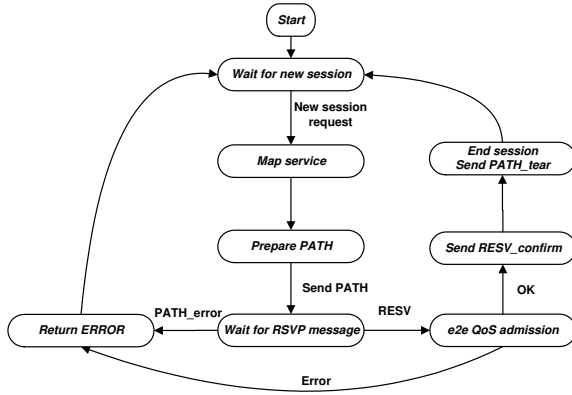 Start
Wait for new session
New session
request
Map service
End session
Send PATH_tear
Prepare PATH
Send RESV_confirm
Send PATH
OK
PATH_error
RESV
Return ERROR
Wait for RSVP message
e2e QoS admission
Error